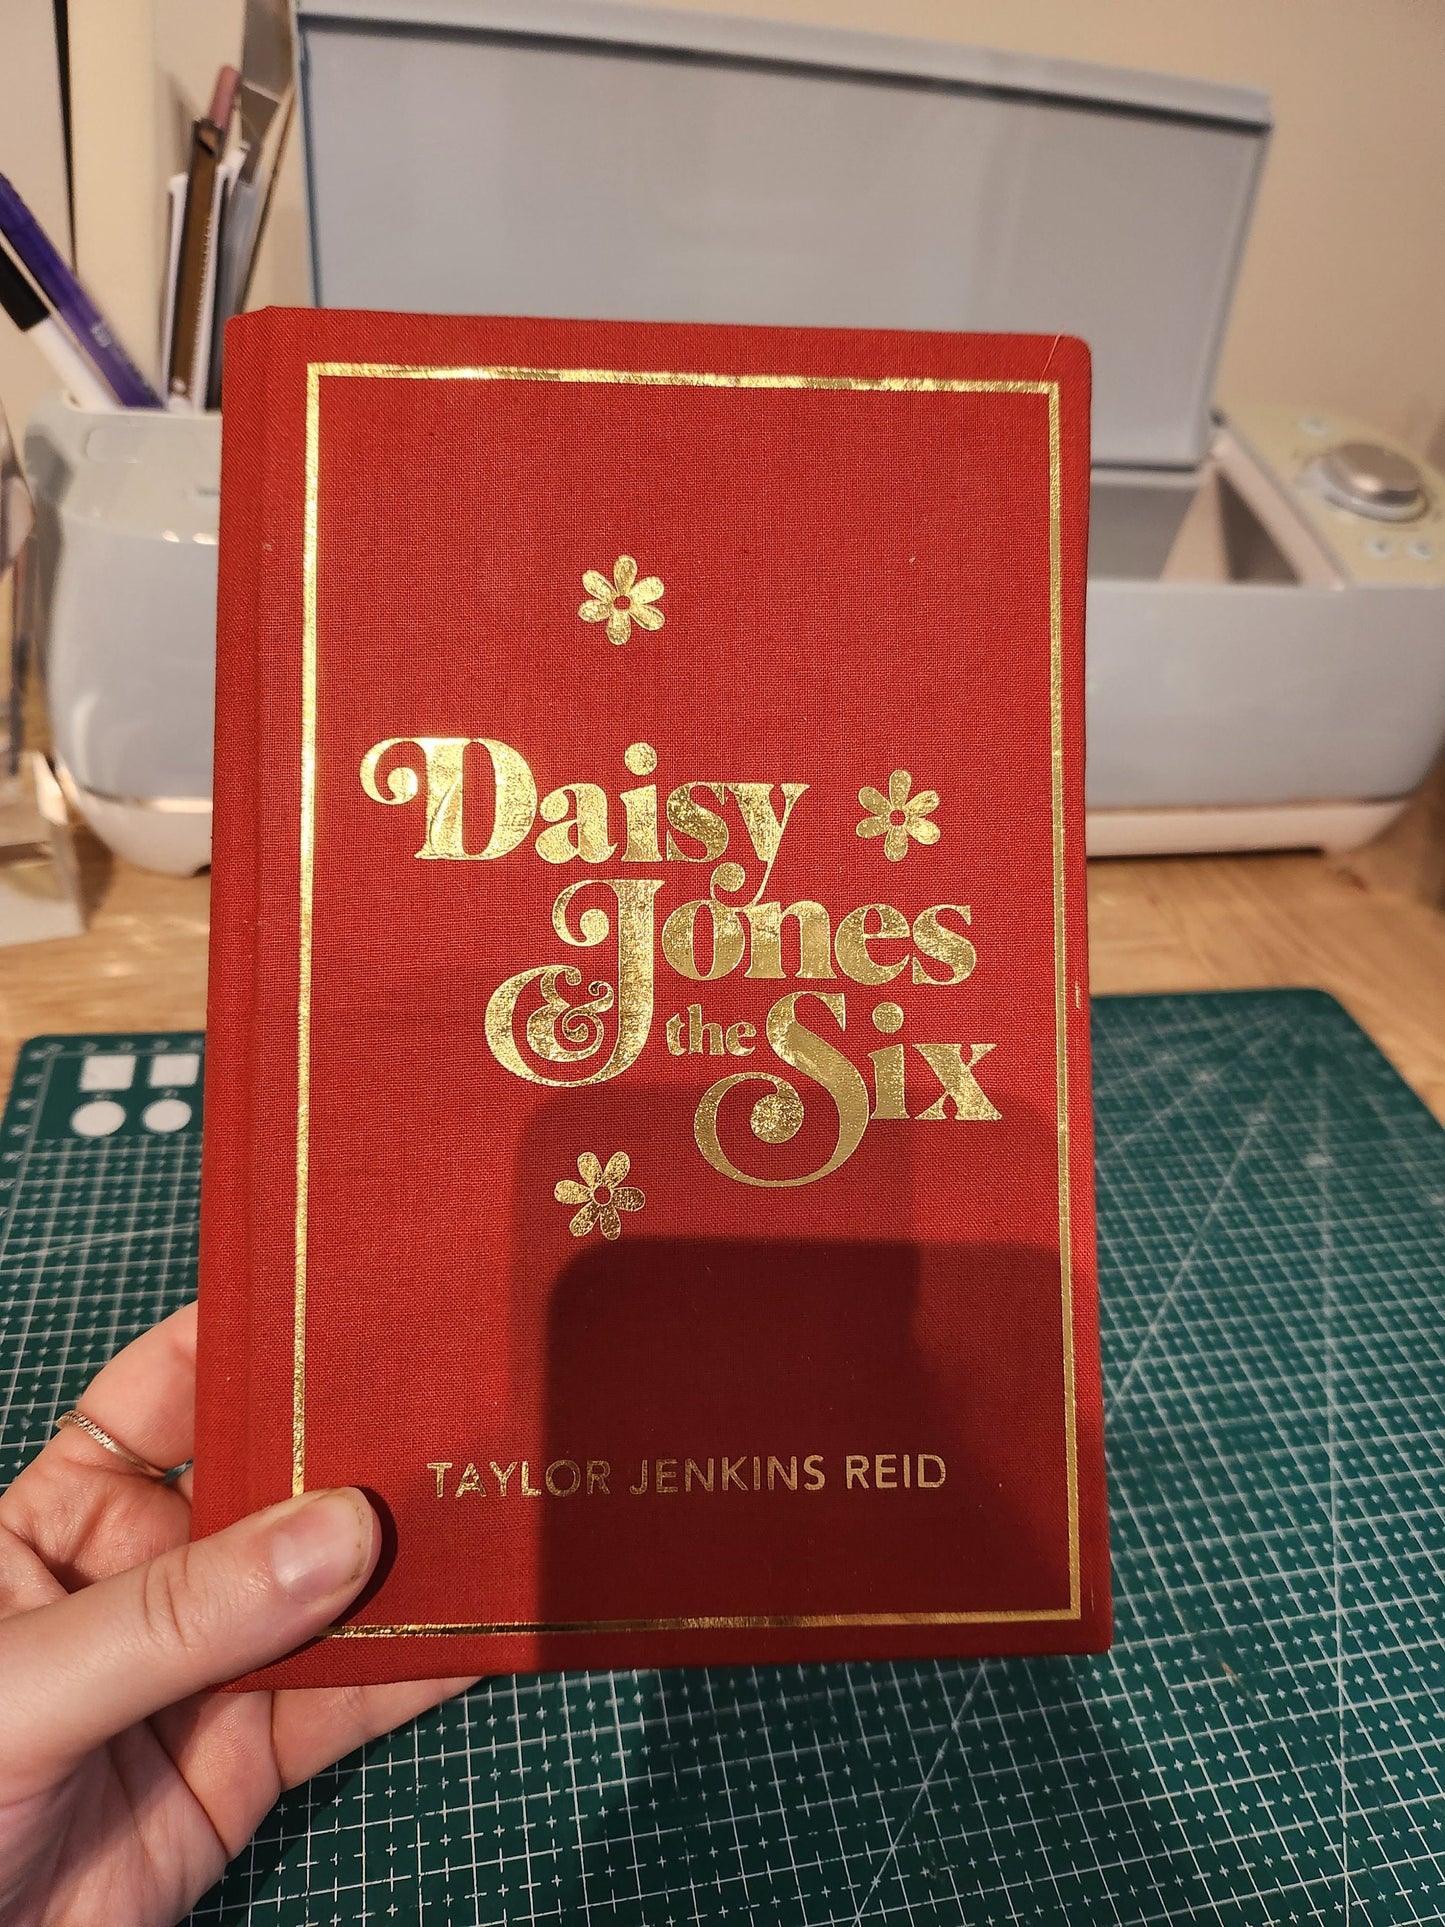 Daisy
Jones
& the Six
TAYLOR JENKINS REID